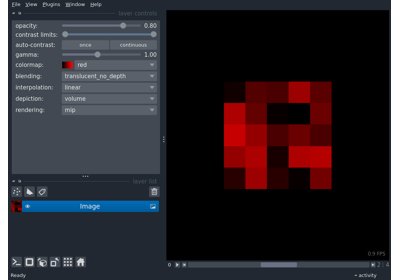 File View Plugins Window Help
layer controls
opacity: 0.80
contrast limits:
auto-contrast: once continuous
gamma: 1.00
colormap: red
blending: translucent_no_depth
interpolation: linear
depiction: volume
rendering: mip
layer list
Image
0.9 FPS
0 2 4
Ready activity